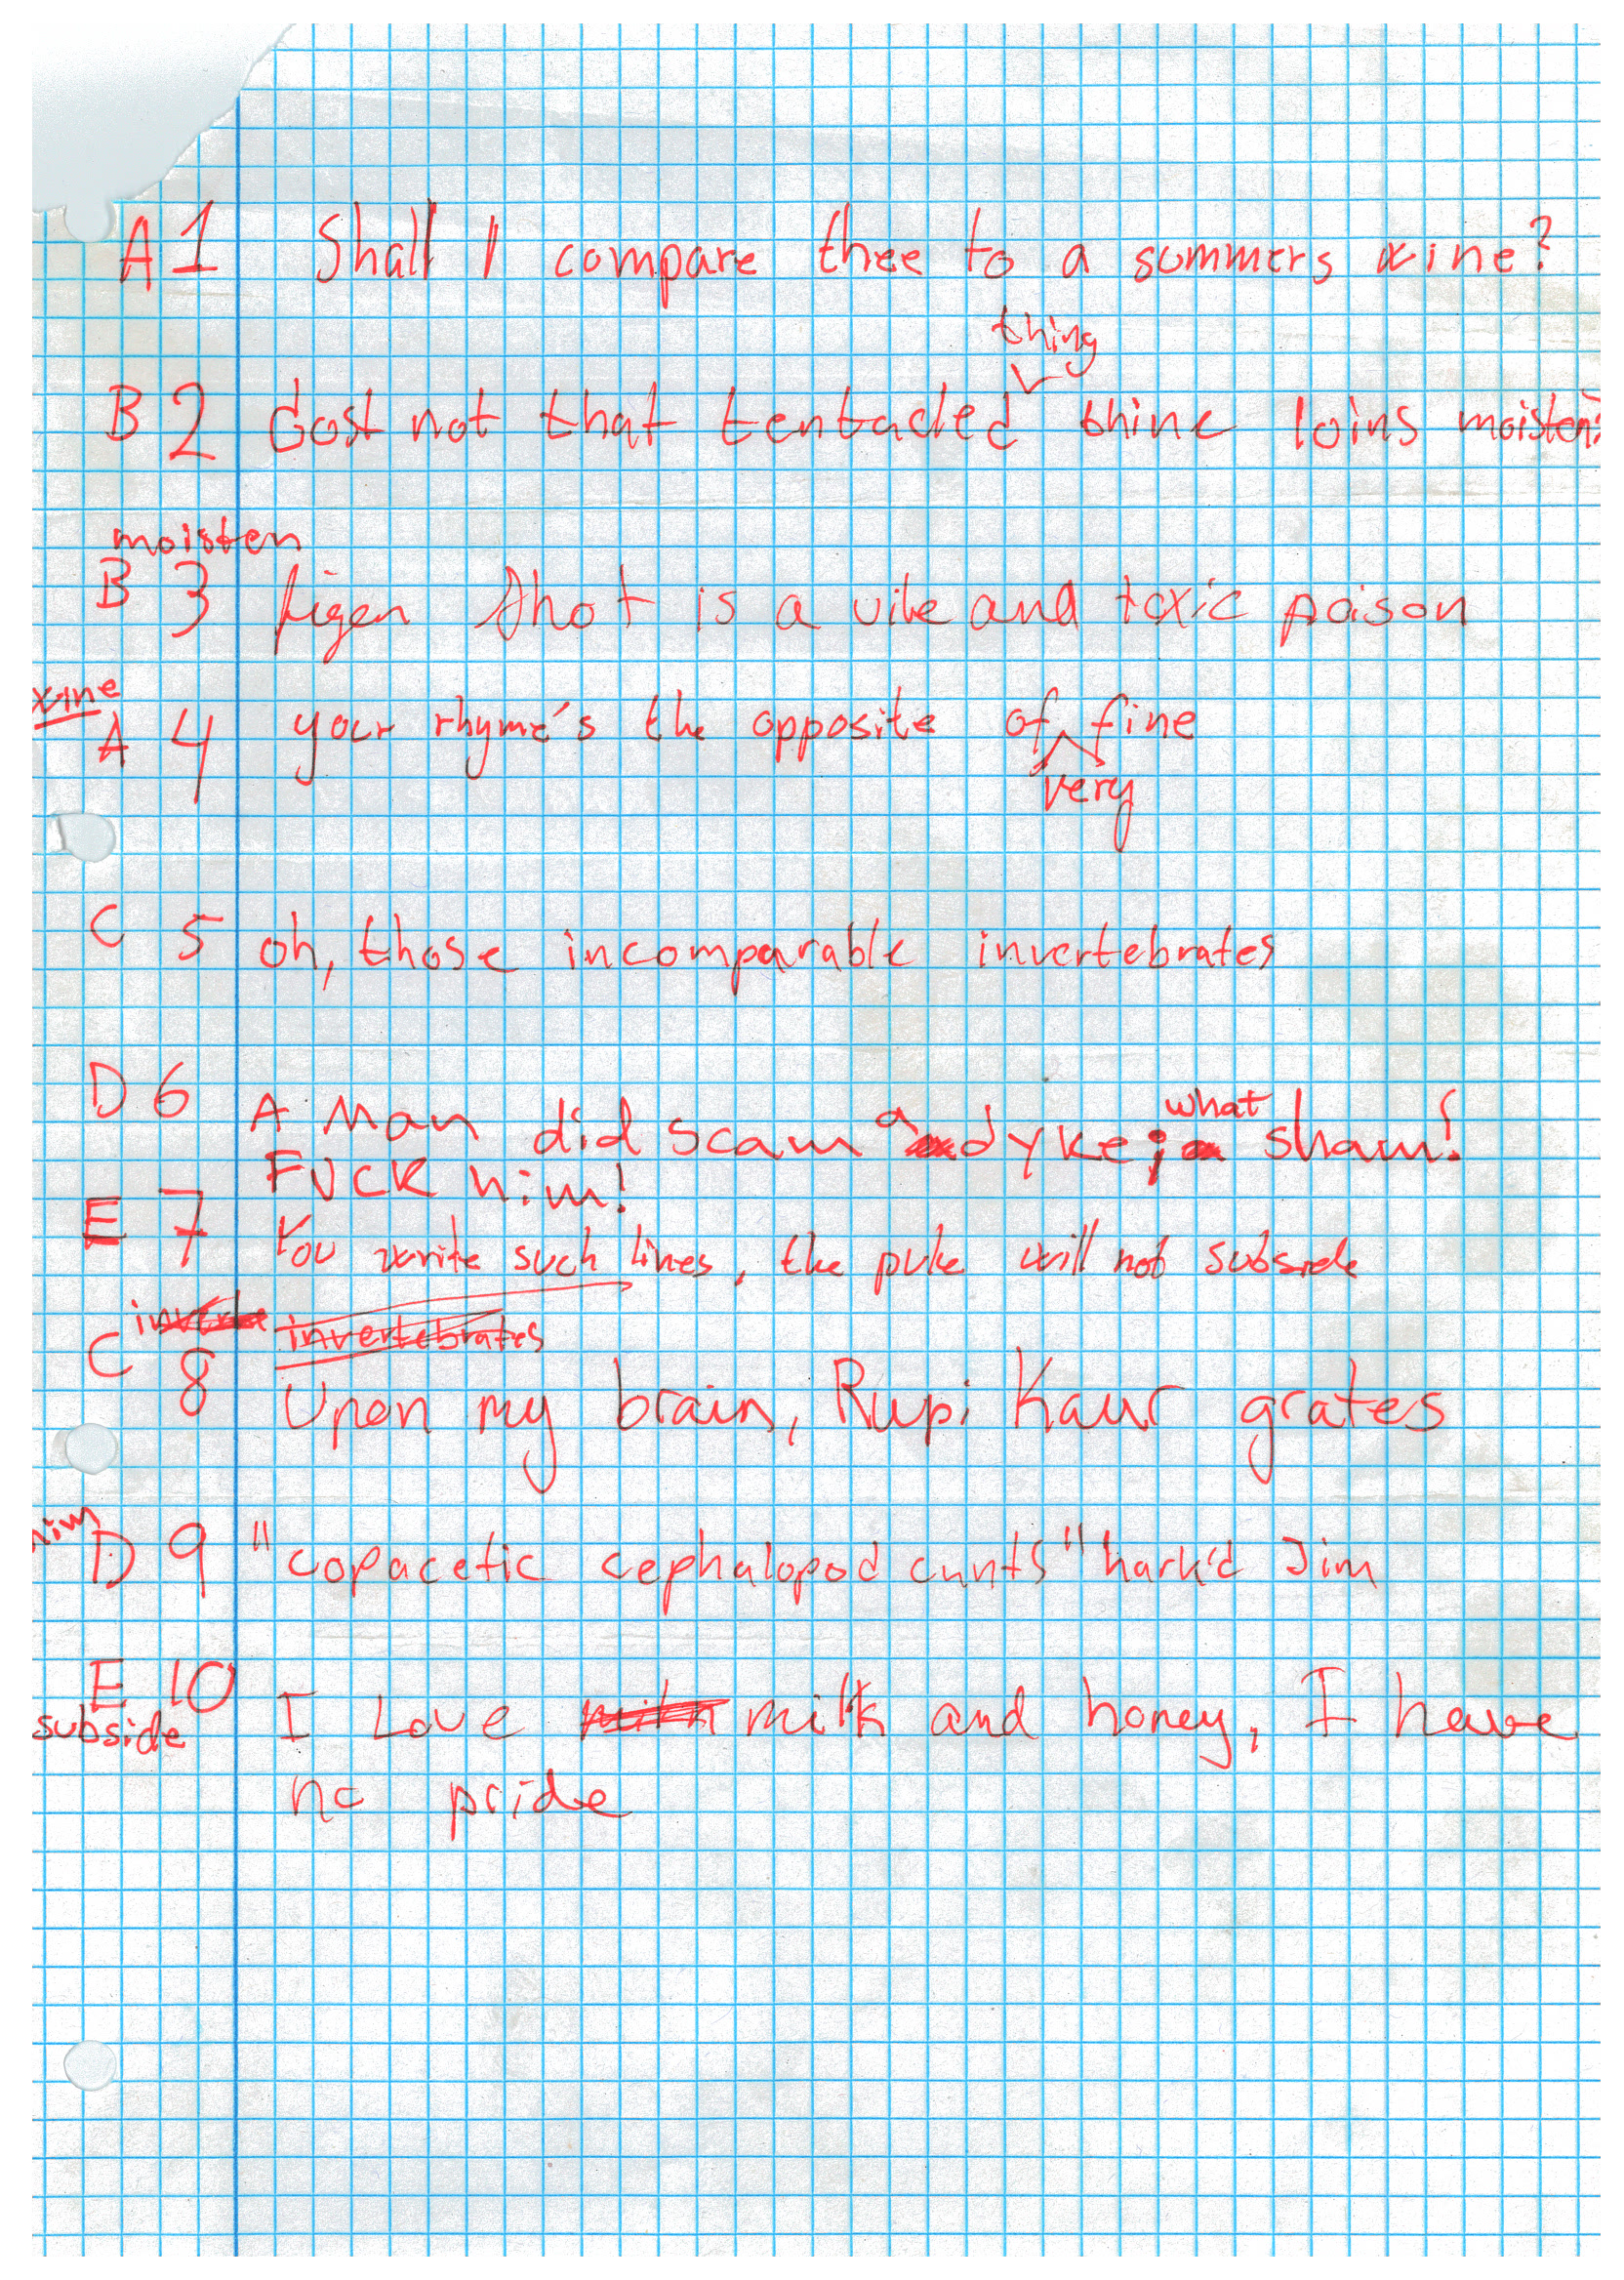 A 1 Shall I compare thee to a summers wine?
thing
B 2 Dost not that tentacled thine loins moisten?
moisten
B 3 shot is a vile and toxic poison
wine
A 4 your rhyme's the opposite of fine
very
C 5 oh, those incomparable invertebrates
D 6 A Man did scam a dyke; what sham!
FUCK him!
E 7 You write such lines, the puke will not subside
invertebrates
C 8 Upon my brain, Rupi Kaur grates
him
D 9 "copacetic cephalopod cunts" hark'd Jim
E 10 I Love milk and honey, I have
subside
no pride